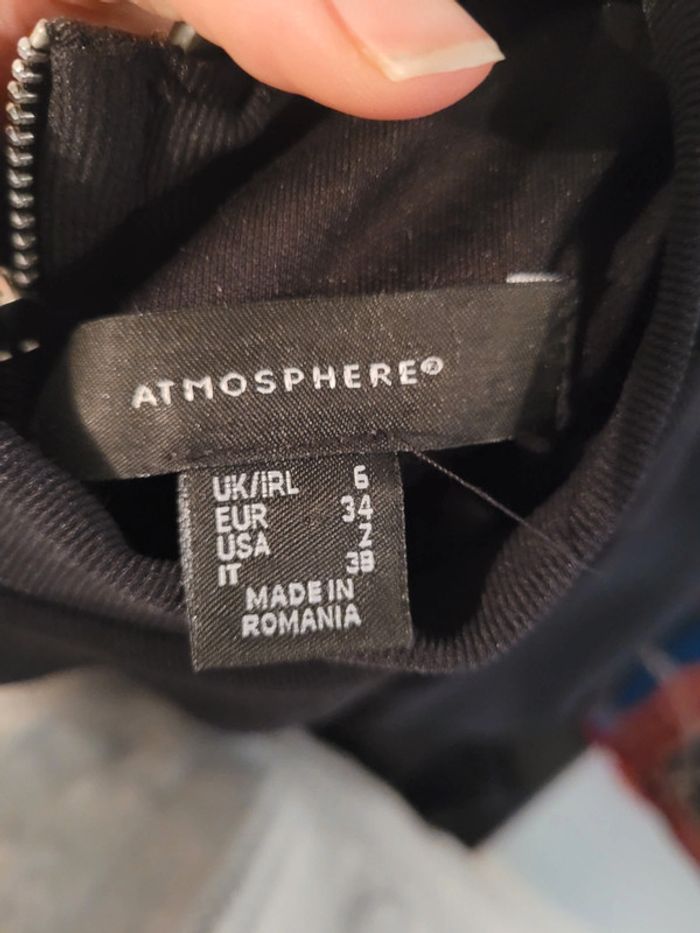 ATMOSPHERE®
UK/IRL 6
EUR 34
USA 2
IT 38
MADE IN
ROMANIA